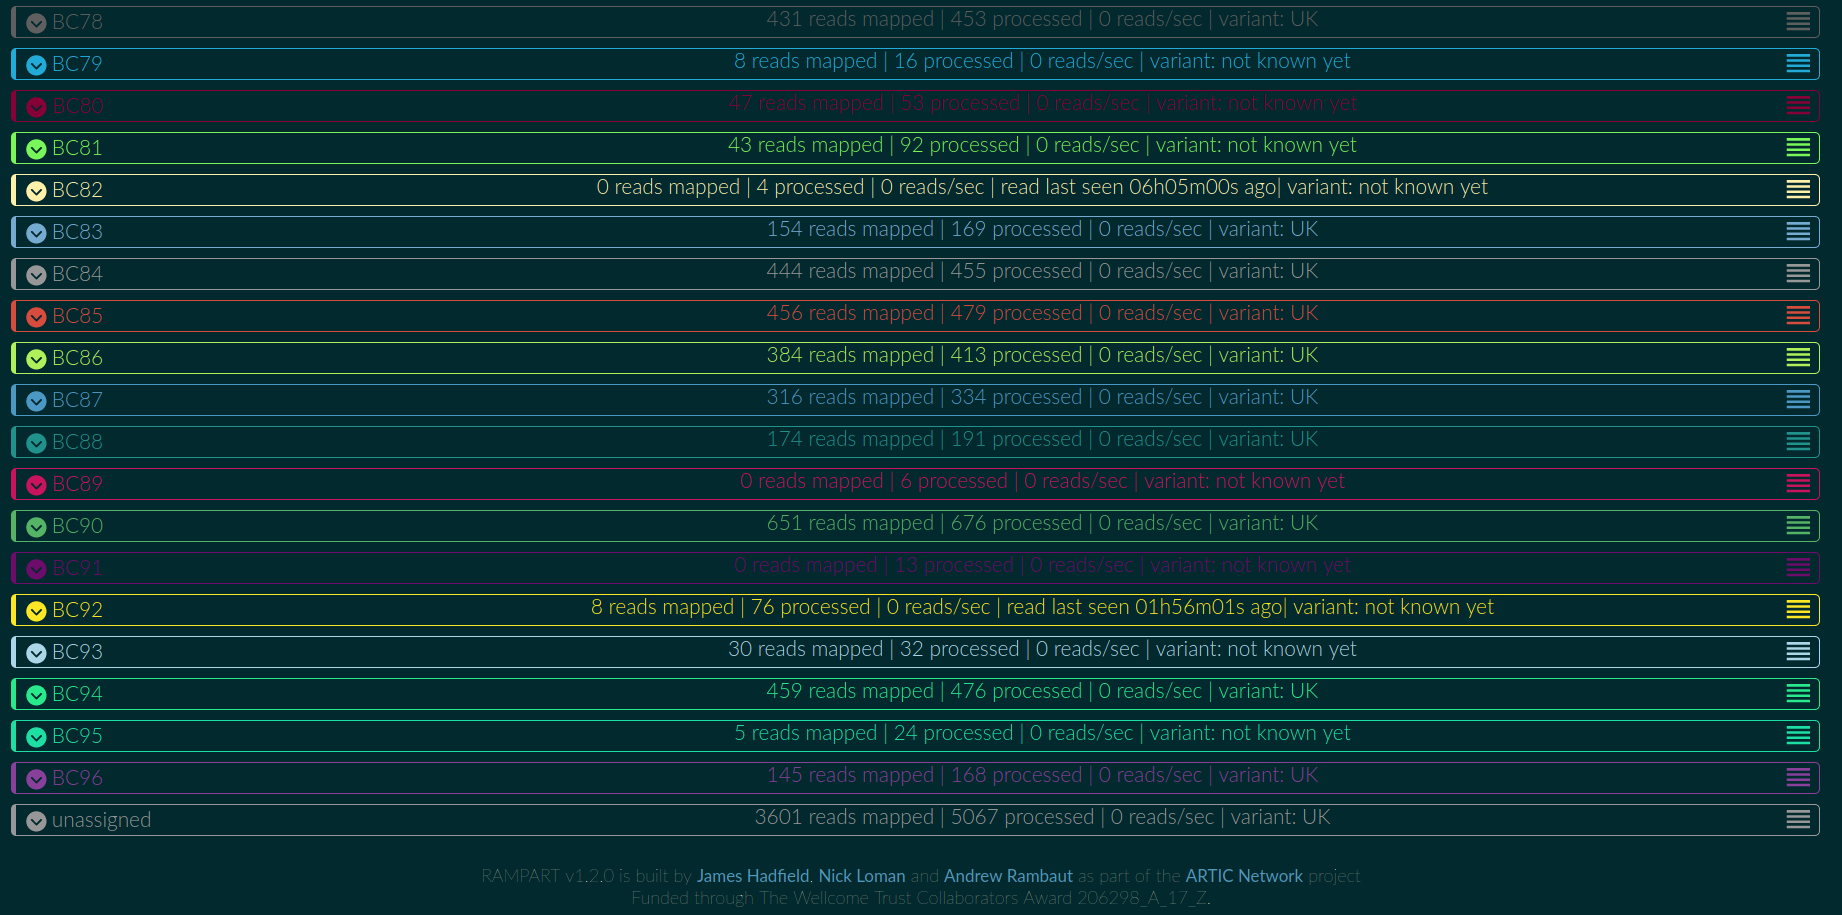 BC78 431 reads mapped | 453 processed | 0 reads/sec | variant: UK
BC79 8 reads mapped | 16 processed | 0 reads/sec | variant: not known yet
BC80 47 reads mapped | 53 processed | 0 reads/sec | variant: not known yet
BC81 43 reads mapped | 92 processed | 0 reads/sec | variant: not known yet
BC82 0 reads mapped | 4 processed | 0 reads/sec | read last seen 06h05m00s ago| variant: not known yet
BC83 154 reads mapped | 169 processed | 0 reads/sec | variant: UK
BC84 444 reads mapped | 455 processed | 0 reads/sec | variant: UK
BC85 456 reads mapped | 479 processed | 0 reads/sec | variant: UK
BC86 384 reads mapped | 413 processed | 0 reads/sec | variant: UK
BC87 316 reads mapped | 334 processed | 0 reads/sec | variant: UK
BC88 174 reads mapped | 191 processed | 0 reads/sec | variant: UK
BC89 0 reads mapped | 6 processed | 0 reads/sec | variant: not known yet
BC90 651 reads mapped | 676 processed | 0 reads/sec | variant: UK
BC91 0 reads mapped | 13 processed | 0 reads/sec | variant: not known yet
BC92 8 reads mapped | 76 processed | 0 reads/sec | read last seen 01h56m01s ago| variant: not known yet
BC93 30 reads mapped | 32 processed | 0 reads/sec | variant: not known yet
BC94 459 reads mapped | 476 processed | 0 reads/sec | variant: UK
BC95 5 reads mapped | 24 processed | 0 reads/sec | variant: not known yet
BC96 145 reads mapped | 168 processed | 0 reads/sec | variant: UK
unassigned 3601 reads mapped | 5067 processed | 0 reads/sec | variant: UK
RAMPART v1.2.0 is built by James Hadfield, Nick Loman and Andrew Rambaut as part of the ARTIC Network project
Funded through The Wellcome Trust Collaborators Award 206298_A_17_Z.